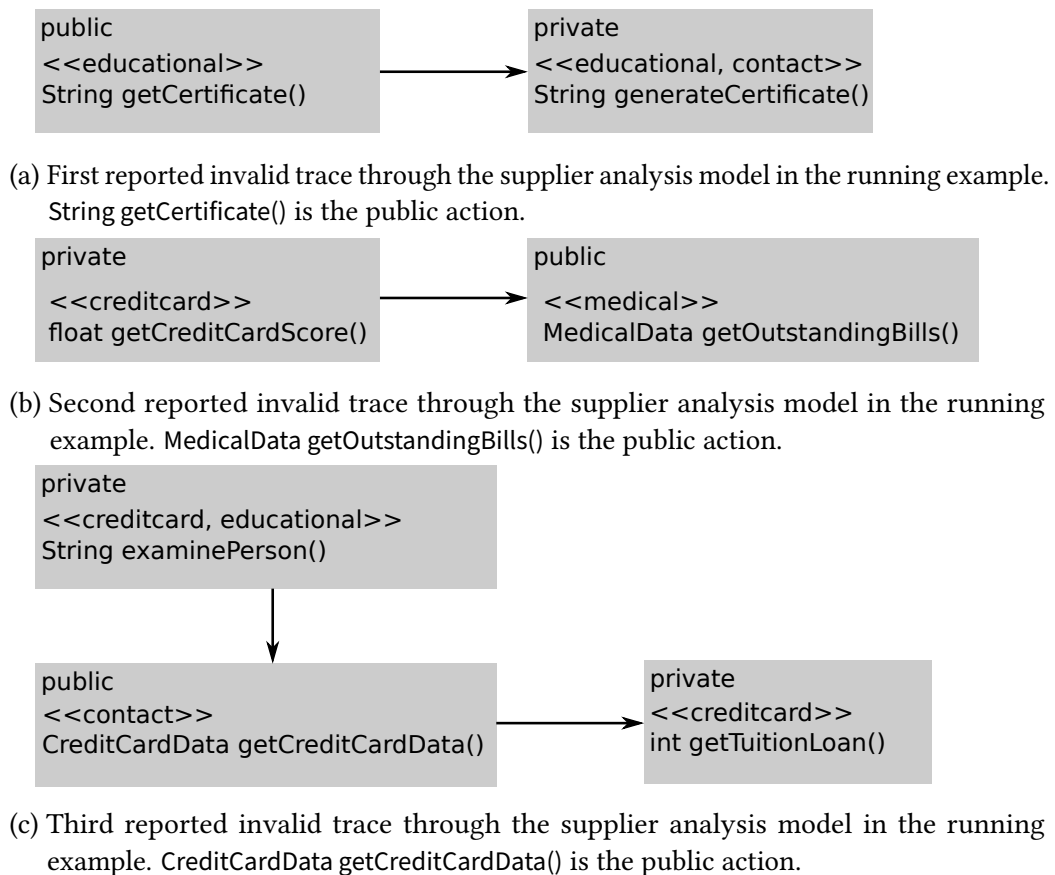 public
<<educational>>
String getCertificate()
private
<<educational, contact>>
String generateCertificate()
(a) First reported invalid trace through the supplier analysis model in the running example.
String getCertificate() is the public action.
private
<<creditcard>>
float getCreditCardScore()
public
<<medical>>
MedicalData getOutstandingBills()
(b) Second reported invalid trace through the supplier analysis model in the running
example. MedicalData getOutstandingBills() is the public action.
private
<<creditcard, educational>>
String examinePerson()
public
<<contact>>
CreditCardData getCreditCardData()
private
<<creditcard>>
int getTuitionLoan()
(c) Third reported invalid trace through the supplier analysis model in the running
example. CreditCardData getCreditCardData() is the public action.